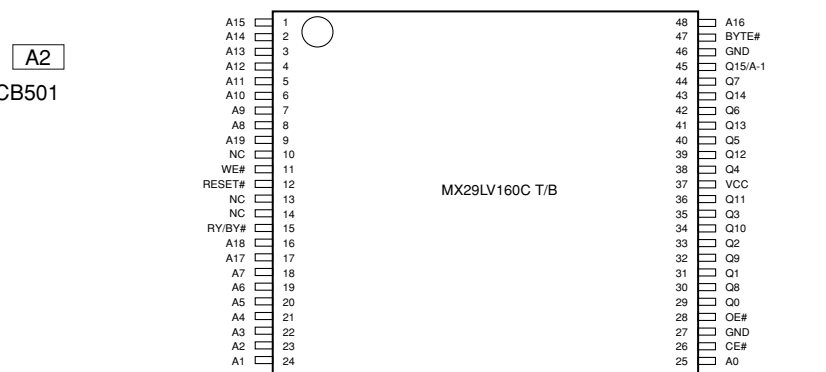 A2
CB501
A15 1 48 A16
A14 2 47 BYTE#
A13 3 46 GND
A12 4 45 Q15/A-1
A11 5 44 Q7
A10 6 43 Q14
A9 7 42 Q6
A8 8 41 Q13
A19 9 40 Q5
NC 10 39 Q12
WE# 11 38 Q4
RESET# 12 37 VCC
MX29LV160C T/B
NC 13 36 Q11
NC 14 35 Q3
RY/BY# 15 34 Q10
A18 16 33 Q2
A17 17 32 Q9
A7 18 31 Q1
A6 19 30 Q8
A5 20 29 Q0
A4 21 28 OE#
A3 22 27 GND
A2 23 26 CE#
A1 24 25 A0